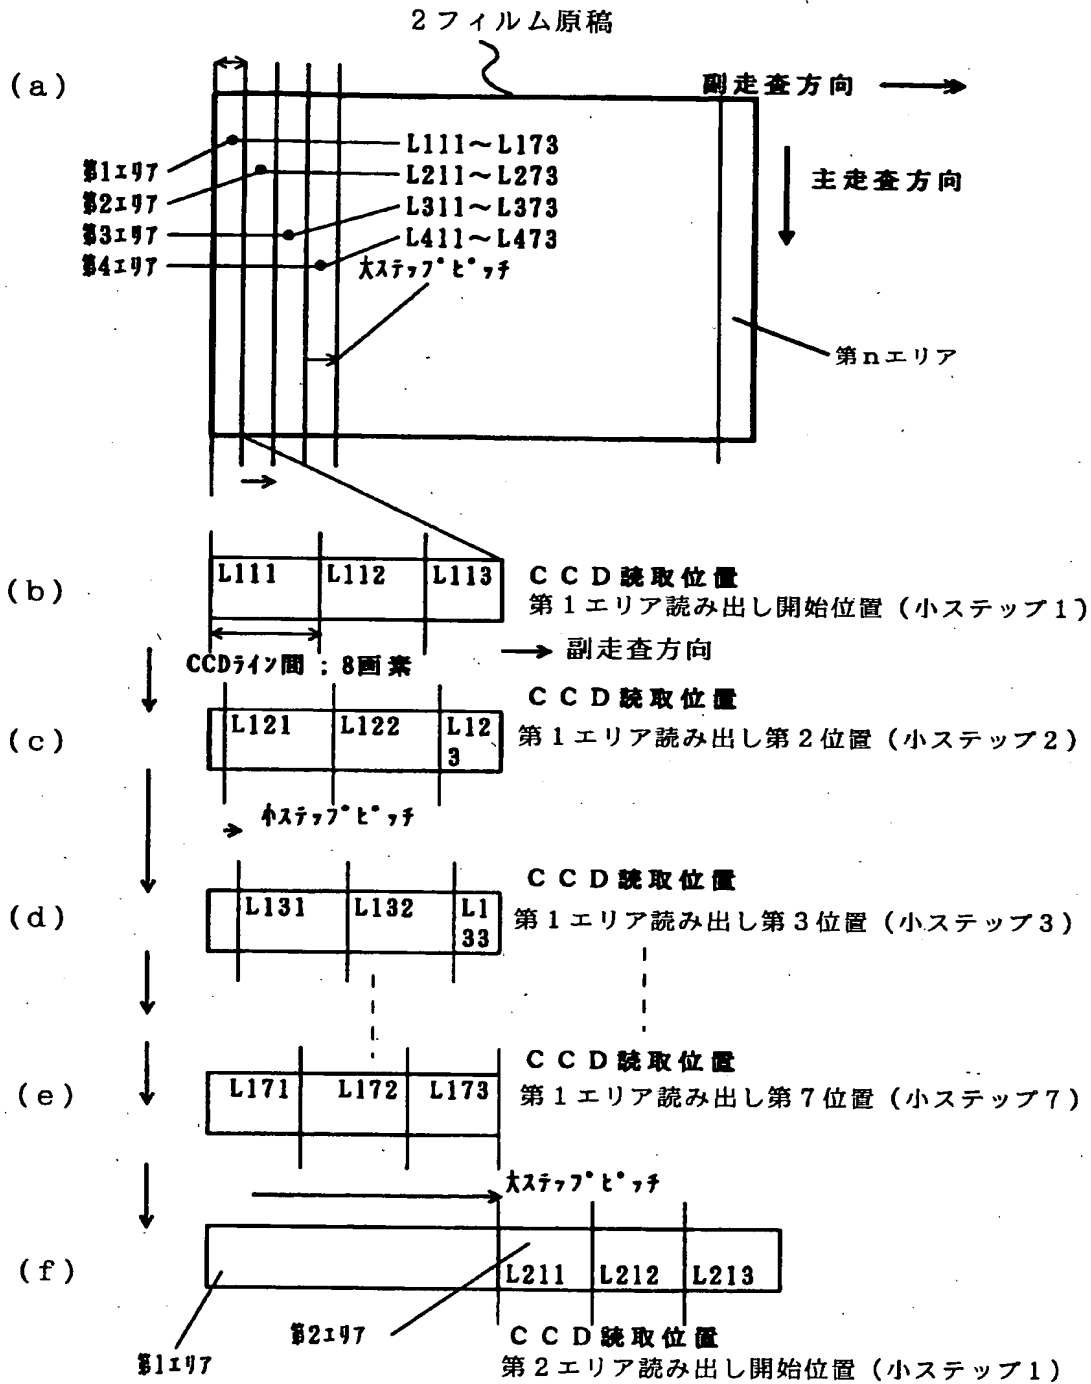 2フィルム原稿
(a)
副走査方向
L111～L173
第1エリア
L211～L273
主走査方向
第2エリア
L311～L373
第3エリア
L411～L473
第4エリア
大ステップピッチ
第nエリア
(b)
L111
L112
L113
CCD読取位置
第1エリア読み出し開始位置(小ステップ1)
CCDライン間：8画素
副走査方向
(c)
L121
L122
L12
3
CCD読取位置
第1エリア読み出し第2位置(小ステップ2)
小ステップピッチ
(d)
L131
L132
L1
33
CCD読取位置
第1エリア読み出し第3位置(小ステップ3)
(e)
L171
L172
L173
CCD読取位置
第1エリア読み出し第7位置(小ステップ7)
大ステップピッチ
(f)
L211
L212
L213
第2エリア
CCD読取位置
第1エリア
第2エリア読み出し開始位置(小ステップ1)